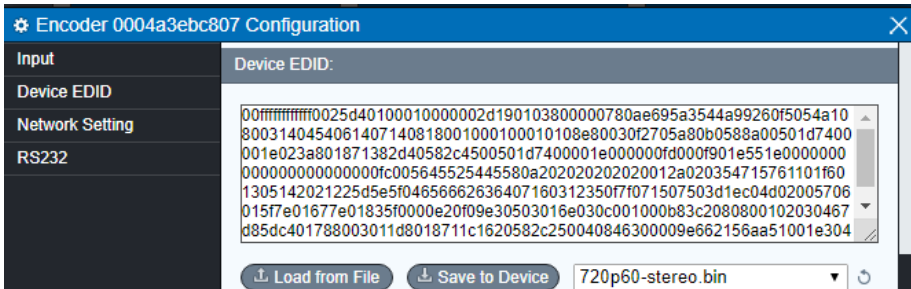 Encoder 0004a3ebc807 Configuration
Input
Device EDID
Network Setting
RS232
Device EDID:
00ffffffffffff0025d40100010000002d190103800000780ae695a3544a99260f5054a10
800314045406140714081800100010001010108e80030f2705a80b0588a00501d7400
001e023a801871382d40582c4500501d7400001e000000fd000f901e551e0000000
000000000000000fc005645525445580a202020202020012a020354715761101f60
1305142021225d5e5f04656662636407160312350f7f071507503d1ec04d02005706
015f7e01677e01835f0000e20f09e30503016e030c001000b83c2080800102030467
d85dc401788003011d8018711c1620582c250040846300009e662156aa51001e304
Load from File
Save to Device
720p60-stereo.bin